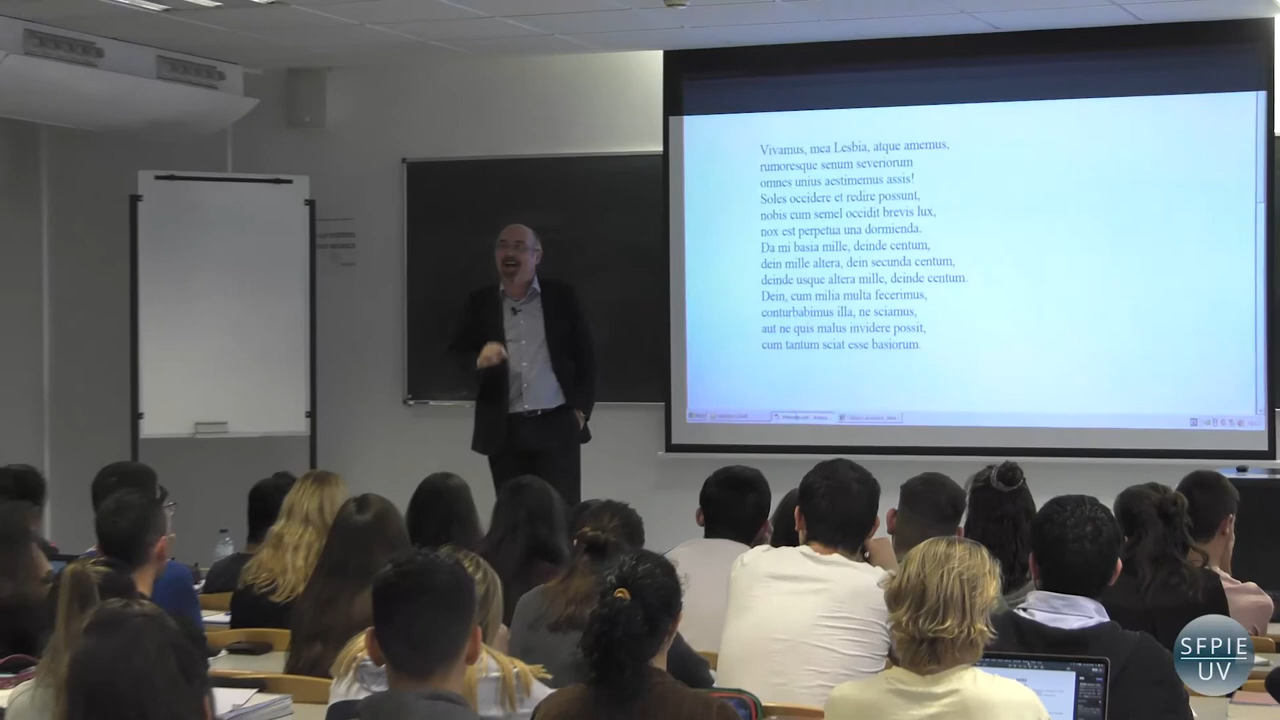 Vivamus, mea Lesbia, atque amemus,
rumoresque senum severiorum
omnes unius aestimemus assis!
Soles occidere et redire possunt,
nobis cum semel occidit brevis lux,
nox est perpetua una dormienda.
Da mi basia mille, deinde centum,
dein mille altera, dein secunda centum,
deinde usque altera mille, deinde centum.
Dein, cum milia multa fecerimus,
conturbabimus illa, ne sciamus,
aut ne quis malus invidere possit,
cum tantum sciat esse basiorum.
SFPIE
UV